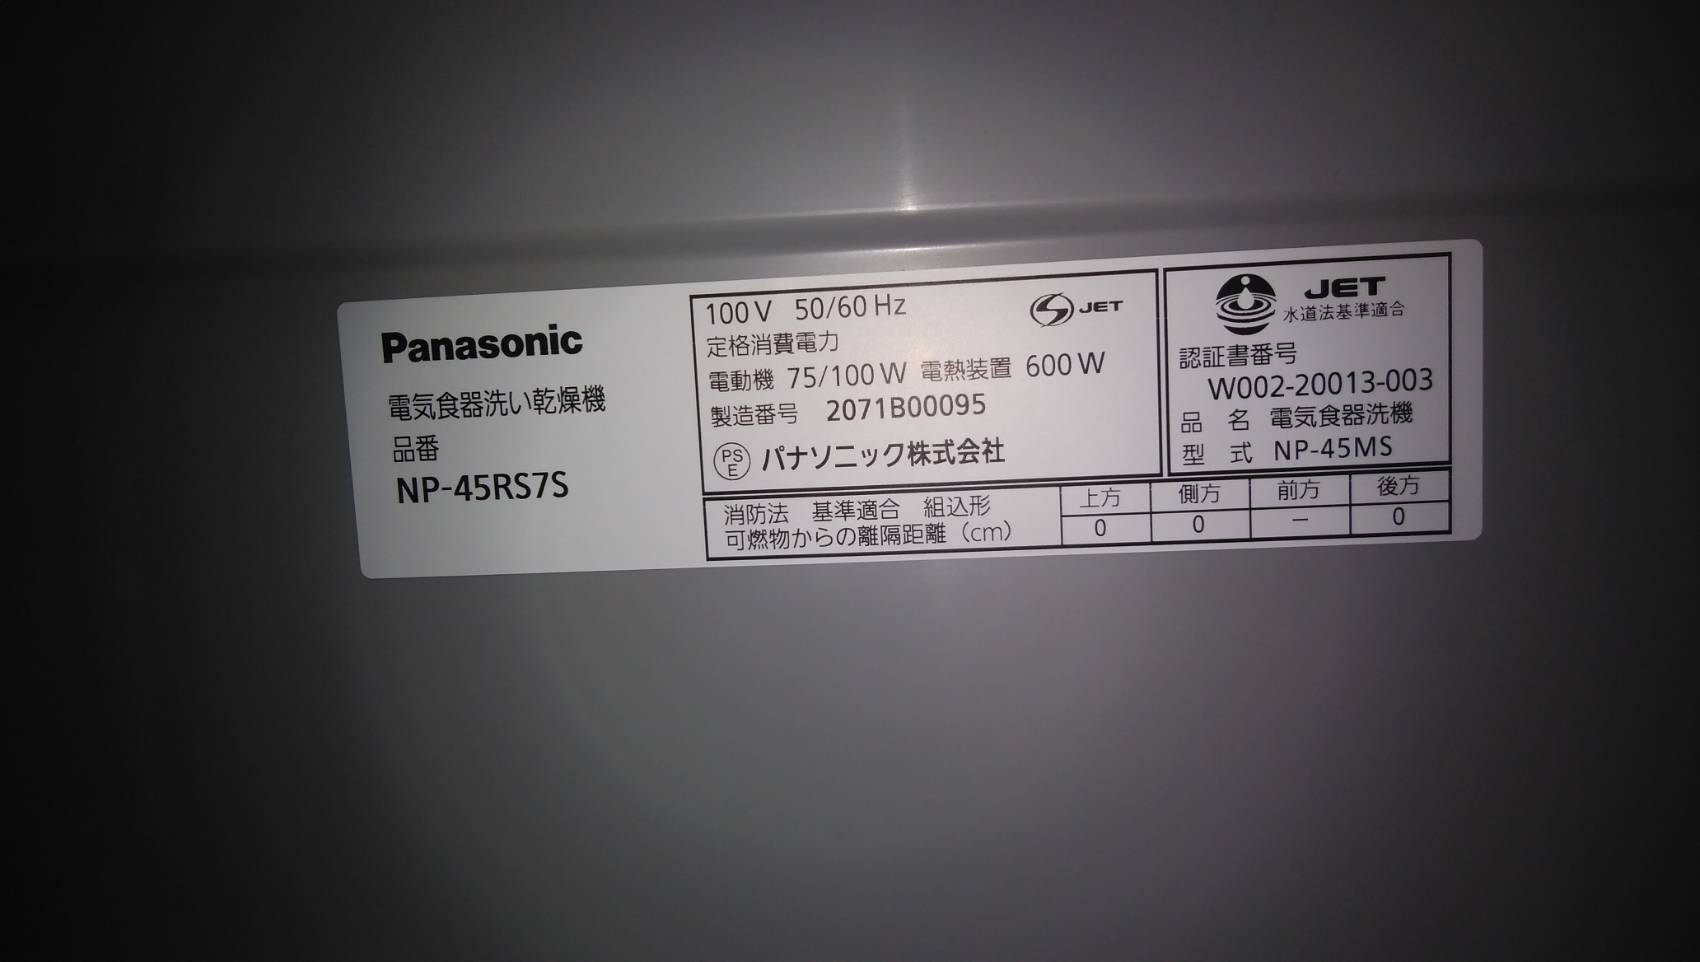 Panasonic
電気食器洗い乾燥機
品番
NP-45RS7S
100V 50/60Hz
JET
定格消費電力
電動機 75/100W 電熱装置 600W
製造番号 2071B00095
PS
E
パナソニック株式会社
JET
水道法基準適合
認証書番号
W002-20013-003
品 名 電気食器洗機
型 式 NP-45MS
消防法 基準適合 組込形
可燃物からの離隔距離(cm)
上方 側方 前方 後方
0 0 － 0